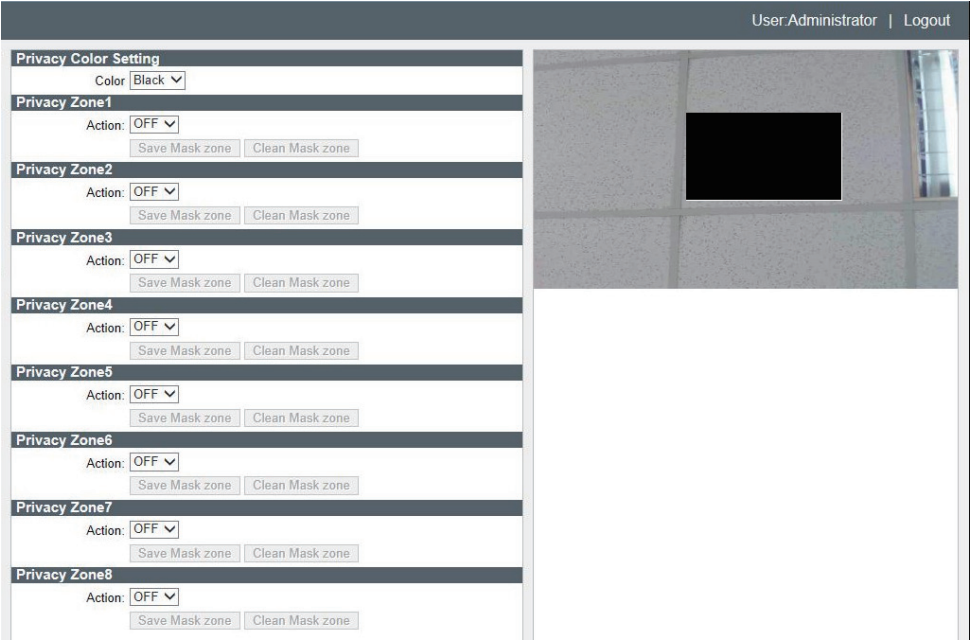 User:Administrator | Logout
Privacy Color Setting
Color Black
Privacy Zone1
Action: OFF
Save Mask zone Clean Mask zone
Privacy Zone2
Action: OFF
Save Mask zone Clean Mask zone
Privacy Zone3
Action: OFF
Save Mask zone Clean Mask zone
Privacy Zone4
Action: OFF
Save Mask zone Clean Mask zone
Privacy Zone5
Action: OFF
Save Mask zone Clean Mask zone
Privacy Zone6
Action: OFF
Save Mask zone Clean Mask zone
Privacy Zone7
Action: OFF
Save Mask zone Clean Mask zone
Privacy Zone8
Action: OFF
Save Mask zone Clean Mask zone